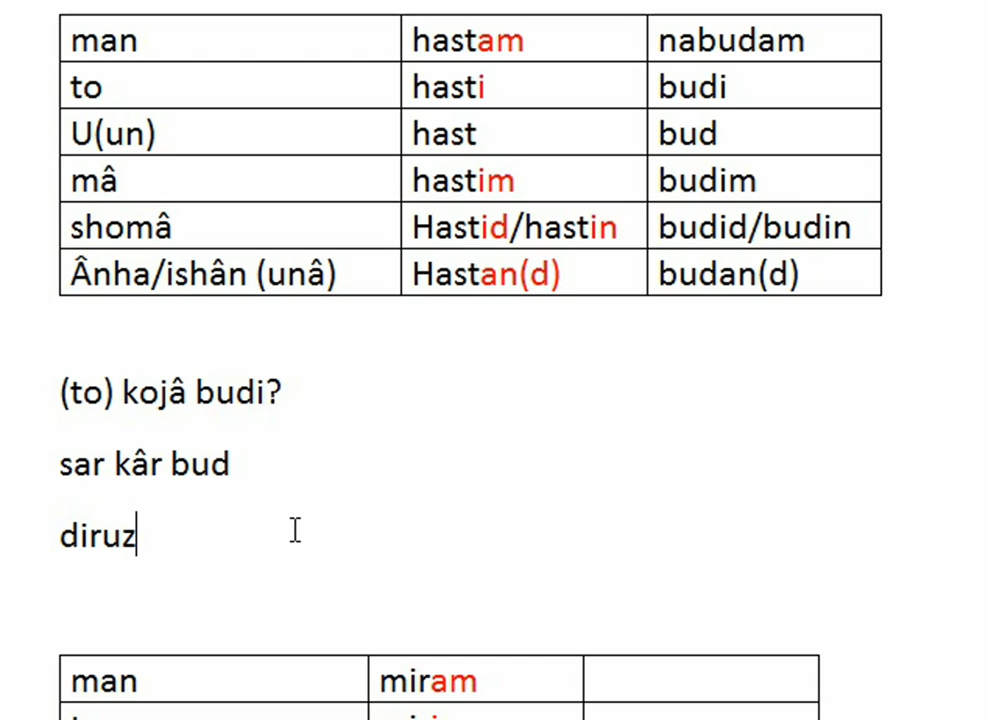 man hastam nabudam
to hasti budi
U(un) hast bud
mâ hastim budim
shomâ Hastid/hastin budid/budin
Ânha/ishân (unâ) Hastan(d) budan(d)
(to) kojâ budi?
sar kâr bud
diruz
man miram